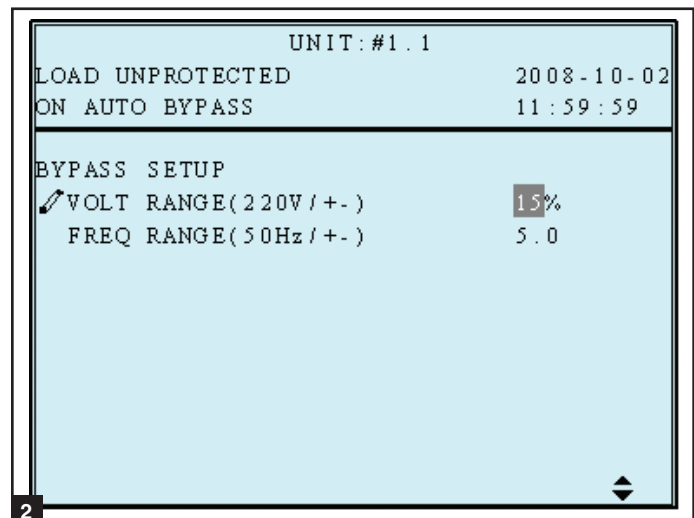 UNIT:#1.1
LOAD UNPROTECTED 2008-10-02
ON AUTO BYPASS 11:59:59
BYPASS SETUP
VOLT RANGE(220V/+-) 15%
FREQ RANGE(50Hz/+-) 5.0
2